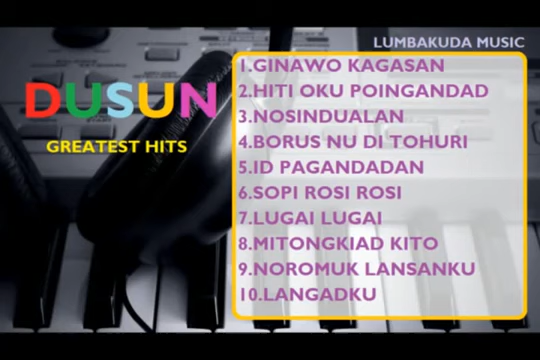 LUMBAKUDA MUSIC
DUSUN
GREATEST HITS
1.GINAWO KAGASAN
2.HITI OKU POINGANDAD
3.NOSINDUALAN
4.BORUS NU DI TOHURI
5.ID PAGANDADAN
6.SOPI ROSI ROSI
7.LUGAI LUGAI
8.MITONGKIAD KITO
9.NOROMUK LANSANKU
10.LANGADKU